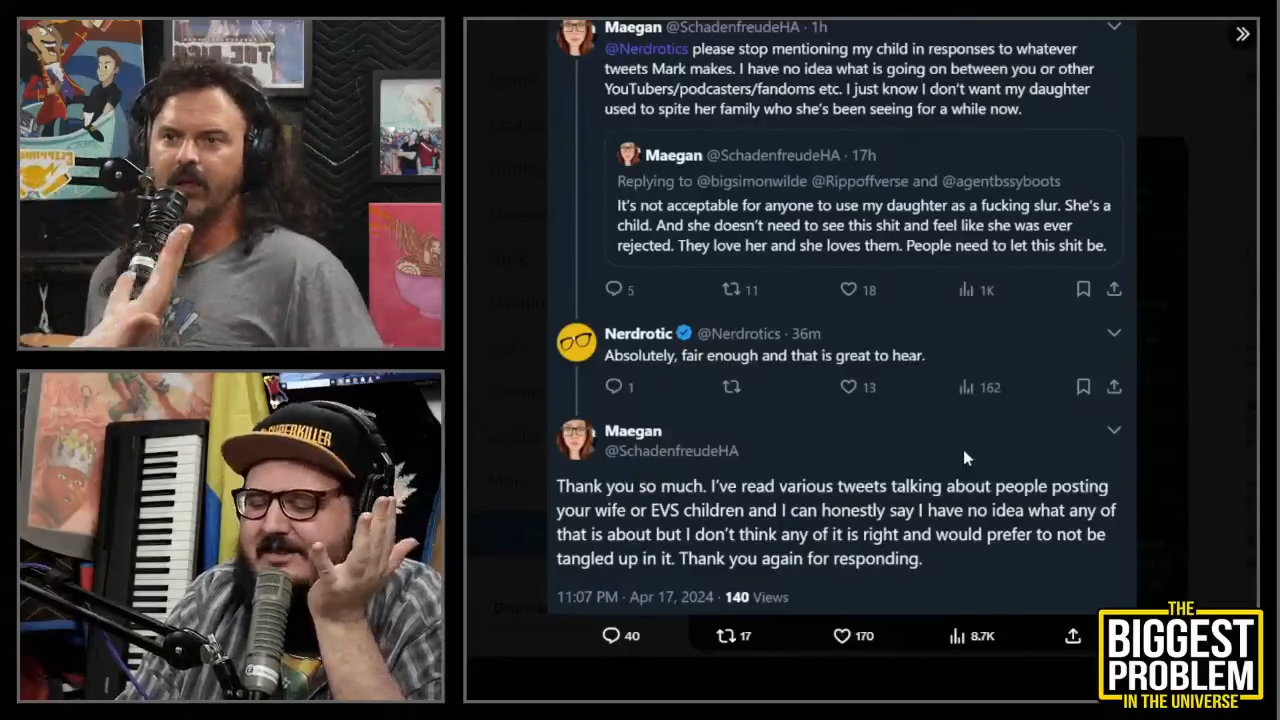 Maegan @SchadenfreudeHA · 1h
@Nerdrotics please stop mentioning my child in responses to whatever
tweets Mark makes. I have no idea what is going on between you or other
YouTubers/podcasters/fandoms etc. I just know I don't want my daughter
used to spite her family who she's been seeing for a while now.
Maegan @SchadenfreudeHA · 17h
Replying to @bigsimonwilde @Rippoffverse and @agentbssyboots
It's not acceptable for anyone to use my daughter as a fucking slur. She's a
child. And she doesn't need to see this shit and feel like she was ever
rejected. They love her and she loves them. People need to let this shit be.
5 11 18 1K
Nerdrotic @Nerdrotics · 36m
Absolutely, fair enough and that is great to hear.
1 13 162
Maegan
@SchadenfreudeHA
Thank you so much. I've read various tweets talking about people posting
your wife or EVS children and I can honestly say I have no idea what any of
that is about but I don't think any of it is right and would prefer to not be
tangled up in it. Thank you again for responding.
11:07 PM · Apr 17, 2024 · 140 Views
40 17 170 8.7K
SUPERKILLER
THE
BIGGEST
PROBLEM
IN THE UNIVERSE